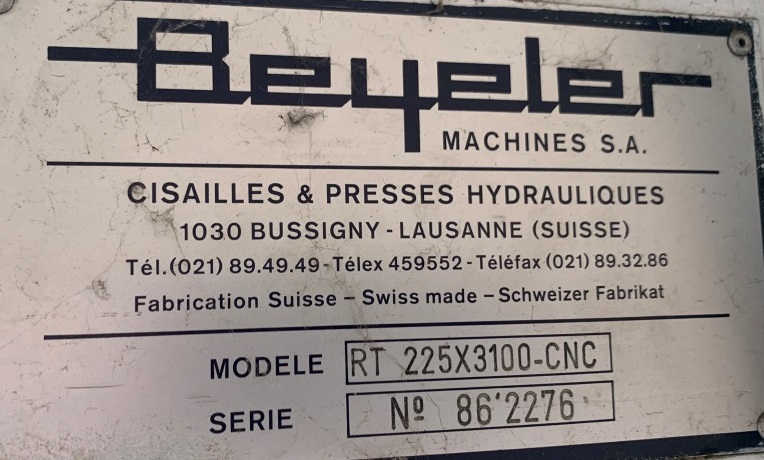 Beyeler
MACHINES S.A.
CISAILLES & PRESSES HYDRAULIQUES
1030 BUSSIGNY - LAUSANNE (SUISSE)
Tél.(021) 89.49.49 - Télex 459552 - Téléfax (021) 89.32.86
Fabrication Suisse – Swiss made – Schweizer Fabrikat
MODELE RT 225X3100-CNC
SERIE Nº 86'2276